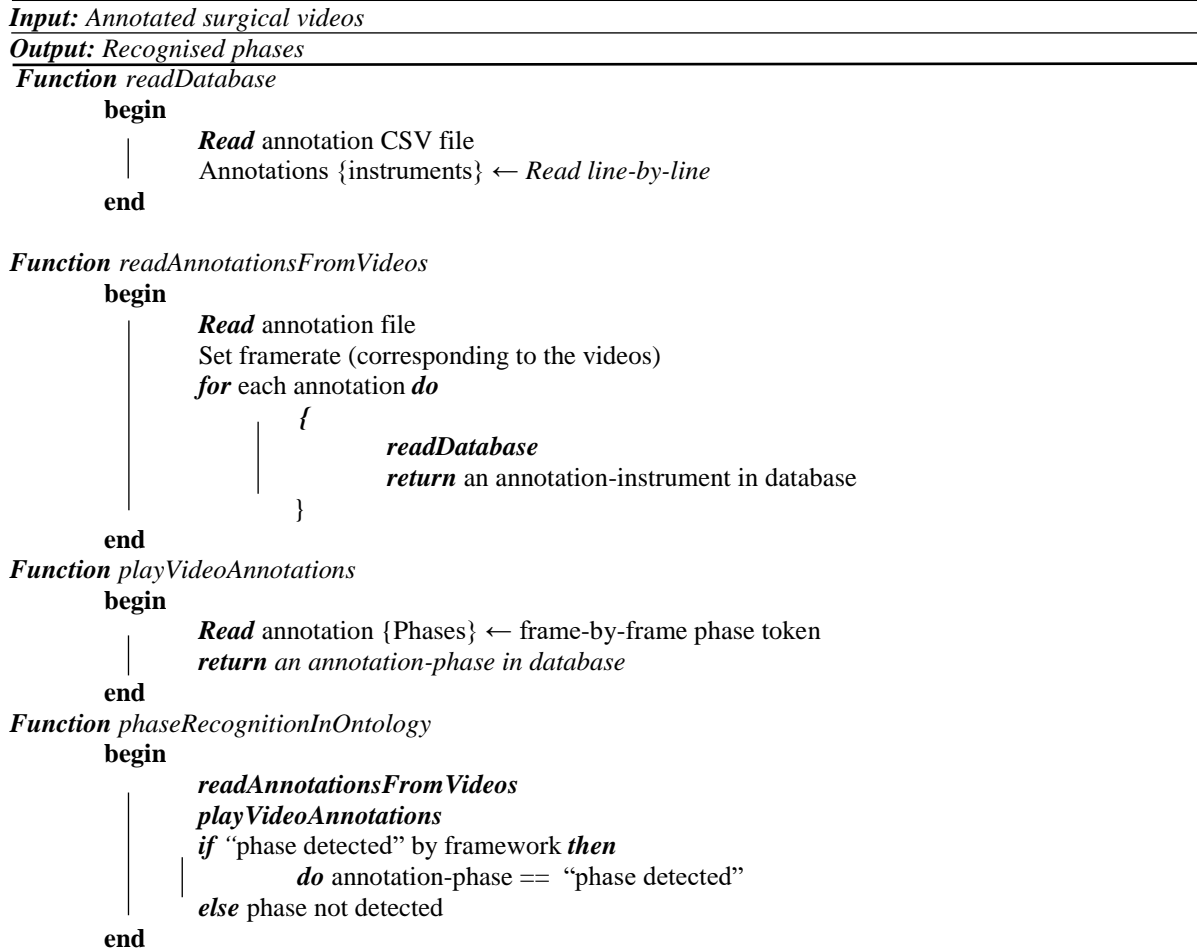 Input: Annotated surgical videos
Output: Recognised phases
Function readDatabase
begin
Read annotation CSV file
Annotations {instruments} ← Read line-by-line
end
Function readAnnotationsFromVideos
begin
Read annotation file
Set framerate (corresponding to the videos)
for each annotation do
{
readDatabase
return an annotation-instrument in database
}
end
Function playVideoAnnotations
begin
Read annotation {Phases} ← frame-by-frame phase token
return an annotation-phase in database
end
Function phaseRecognitionInOntology
begin
readAnnotationsFromVideos
playVideoAnnotations
if “phase detected” by framework then
do annotation-phase == “phase detected”
else phase not detected
end